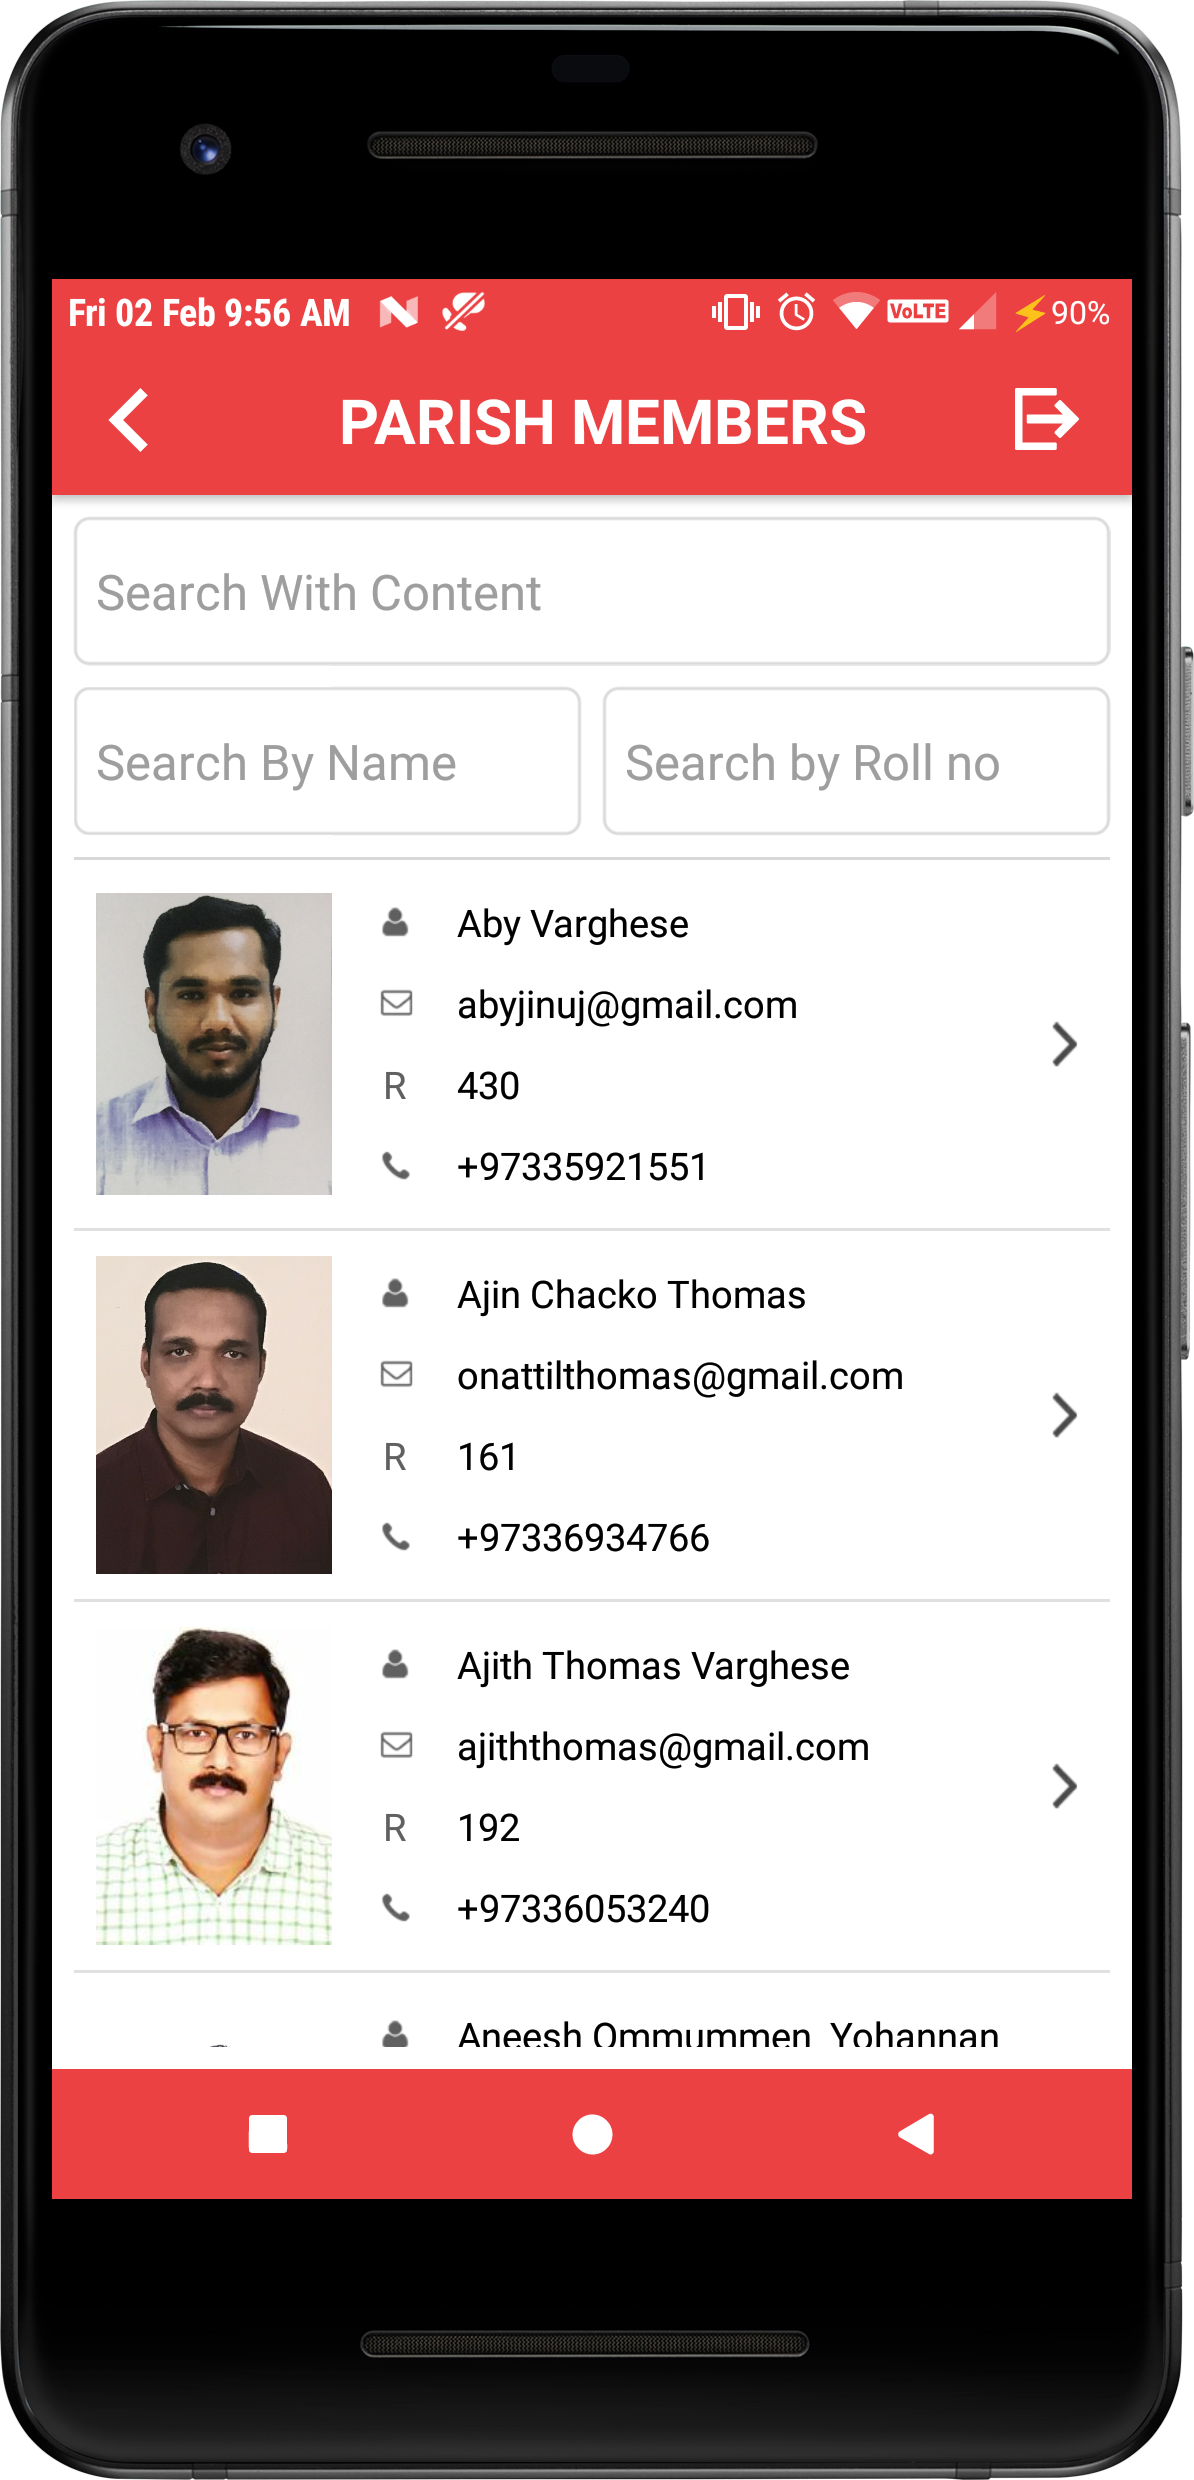 Fri 02 Feb 9:56 AM VoLTE 90%
PARISH MEMBERS
Search With Content
Search By Name Search by Roll no
Aby Varghese
abyjinuj@gmail.com
R 430
+97335921551
Ajin Chacko Thomas
onattilthomas@gmail.com
R 161
+97336934766
Ajith Thomas Varghese
ajiththomas@gmail.com
R 192
+97336053240
Aneesh Ommummen Yohannan